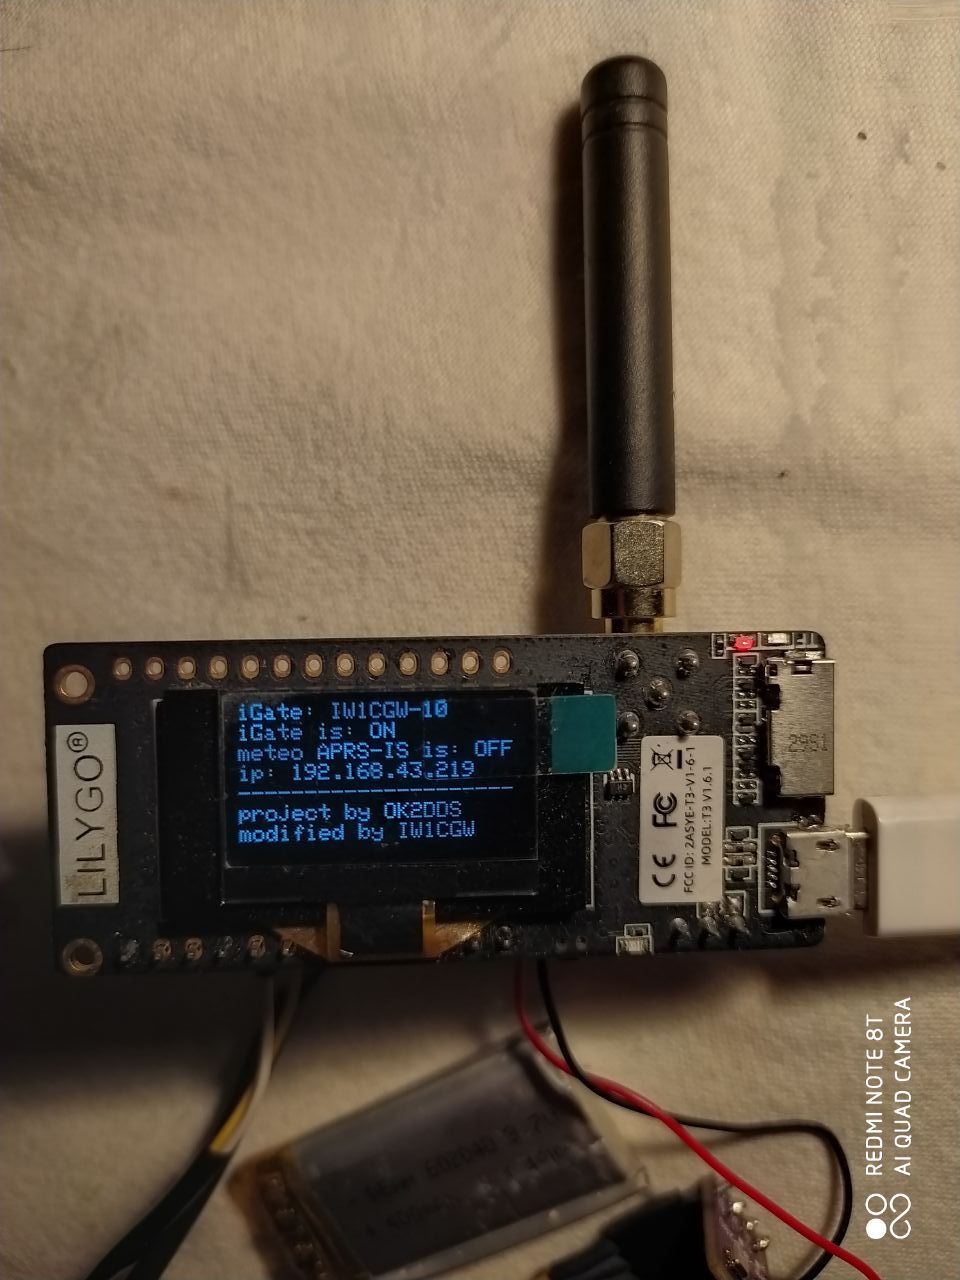 iGate: IW1CGW-10
iGate is: ON
meteo APRS-IS is: OFF
ip: 192.168.43.219
---------------------
project by OK2DDS
modified by IW1CGW
LILYGO®
CE FC
FCC ID: 2ASYE-T3-V1-6-1
MODEL:T3 V1.6.1
2951
602040
REDMI NOTE 8T
AI QUAD CAMERA